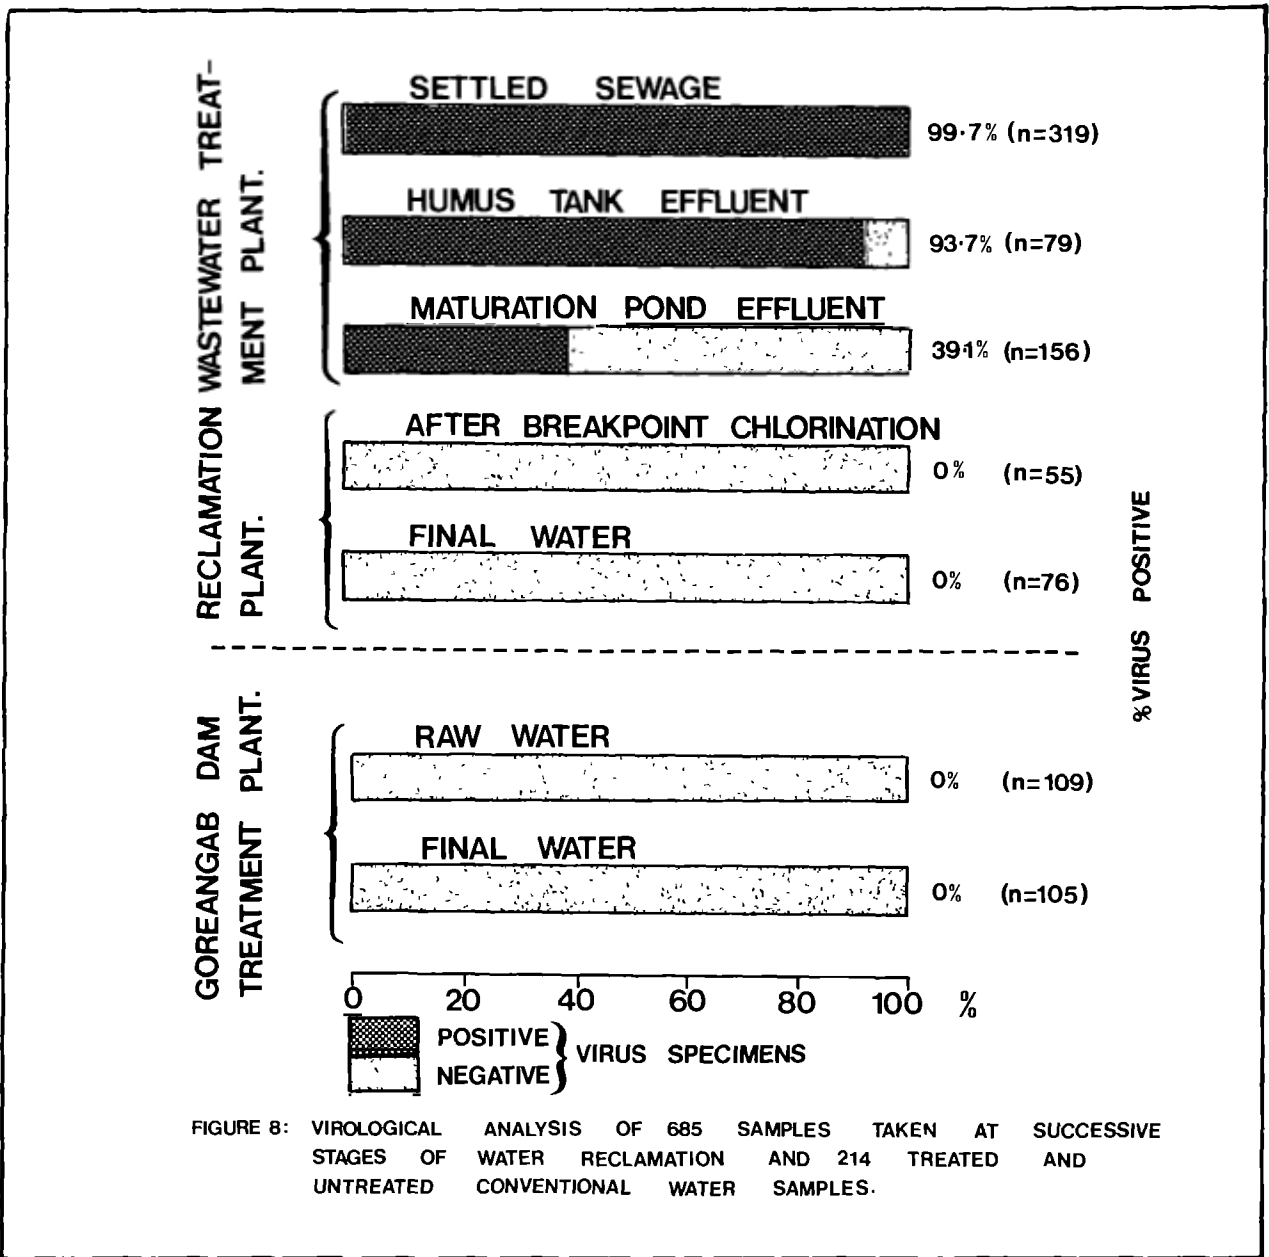 WASTEWATER TREAT-
MENT PLANT.
SETTLED SEWAGE
99·7% (n=319)
HUMUS TANK EFFLUENT
93·7% (n=79)
MATURATION POND EFFLUENT
39·1% (n=156)
RECLAMATION
PLANT.
AFTER BREAKPOINT CHLORINATION
0% (n=55)
FINAL WATER
0% (n=76)
% VIRUS POSITIVE
GOREANGAB DAM
TREATMENT PLANT.
RAW WATER
0% (n=109)
FINAL WATER
0% (n=105)
0 20 40 60 80 100 %
POSITIVE
NEGATIVE
VIRUS SPECIMENS
FIGURE 8: VIROLOGICAL ANALYSIS OF 685 SAMPLES TAKEN AT SUCCESSIVE
STAGES OF WATER RECLAMATION AND 214 TREATED AND
UNTREATED CONVENTIONAL WATER SAMPLES.